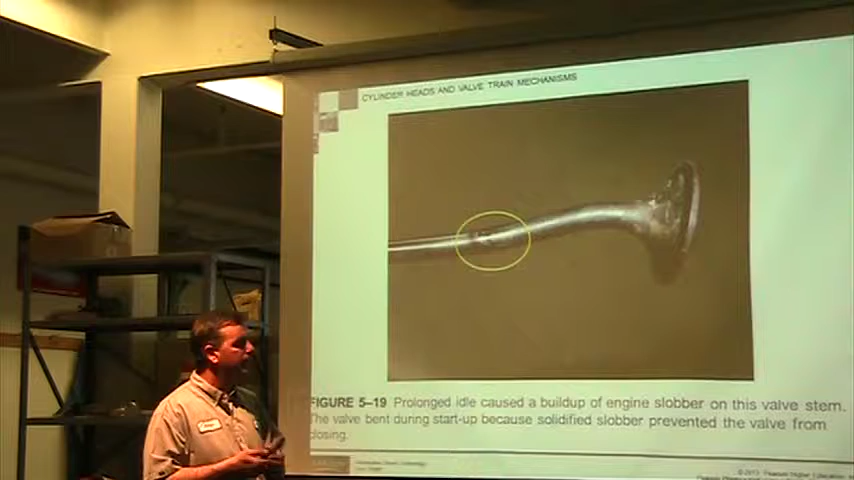 CYLINDER HEADS AND VALVE TRAIN MECHANISMS
FIGURE 5–19 Prolonged idle caused a buildup of engine slobber on this valve stem.
The valve bent during start-up because solidified slobber prevented the valve from
closing.